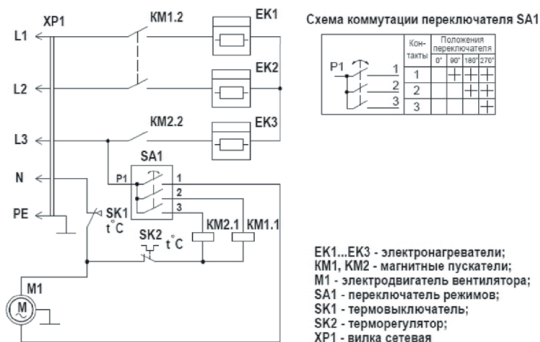 XP1
KM1.2
EK1
Схема коммутации переключателя SA1
L1
L2
EK2
L3
KM2.2
EK3
Кон-
такты
Положения
переключателя
0° 90° 180° 270°
P1
1
2
3
1
2
3
SA1
N
P1
1
2
3
PE
SK1
t°C
SK2
t°C
KM2.1
KM1.1
M1
M
~
EK1...EK3 - электронагреватели;
KM1, KM2 - магнитные пускатели;
M1 - электродвигатель вентилятора;
SA1 - переключатель режимов;
SK1 - термовыключатель;
SK2 - терморегулятор;
XP1 - вилка сетевая